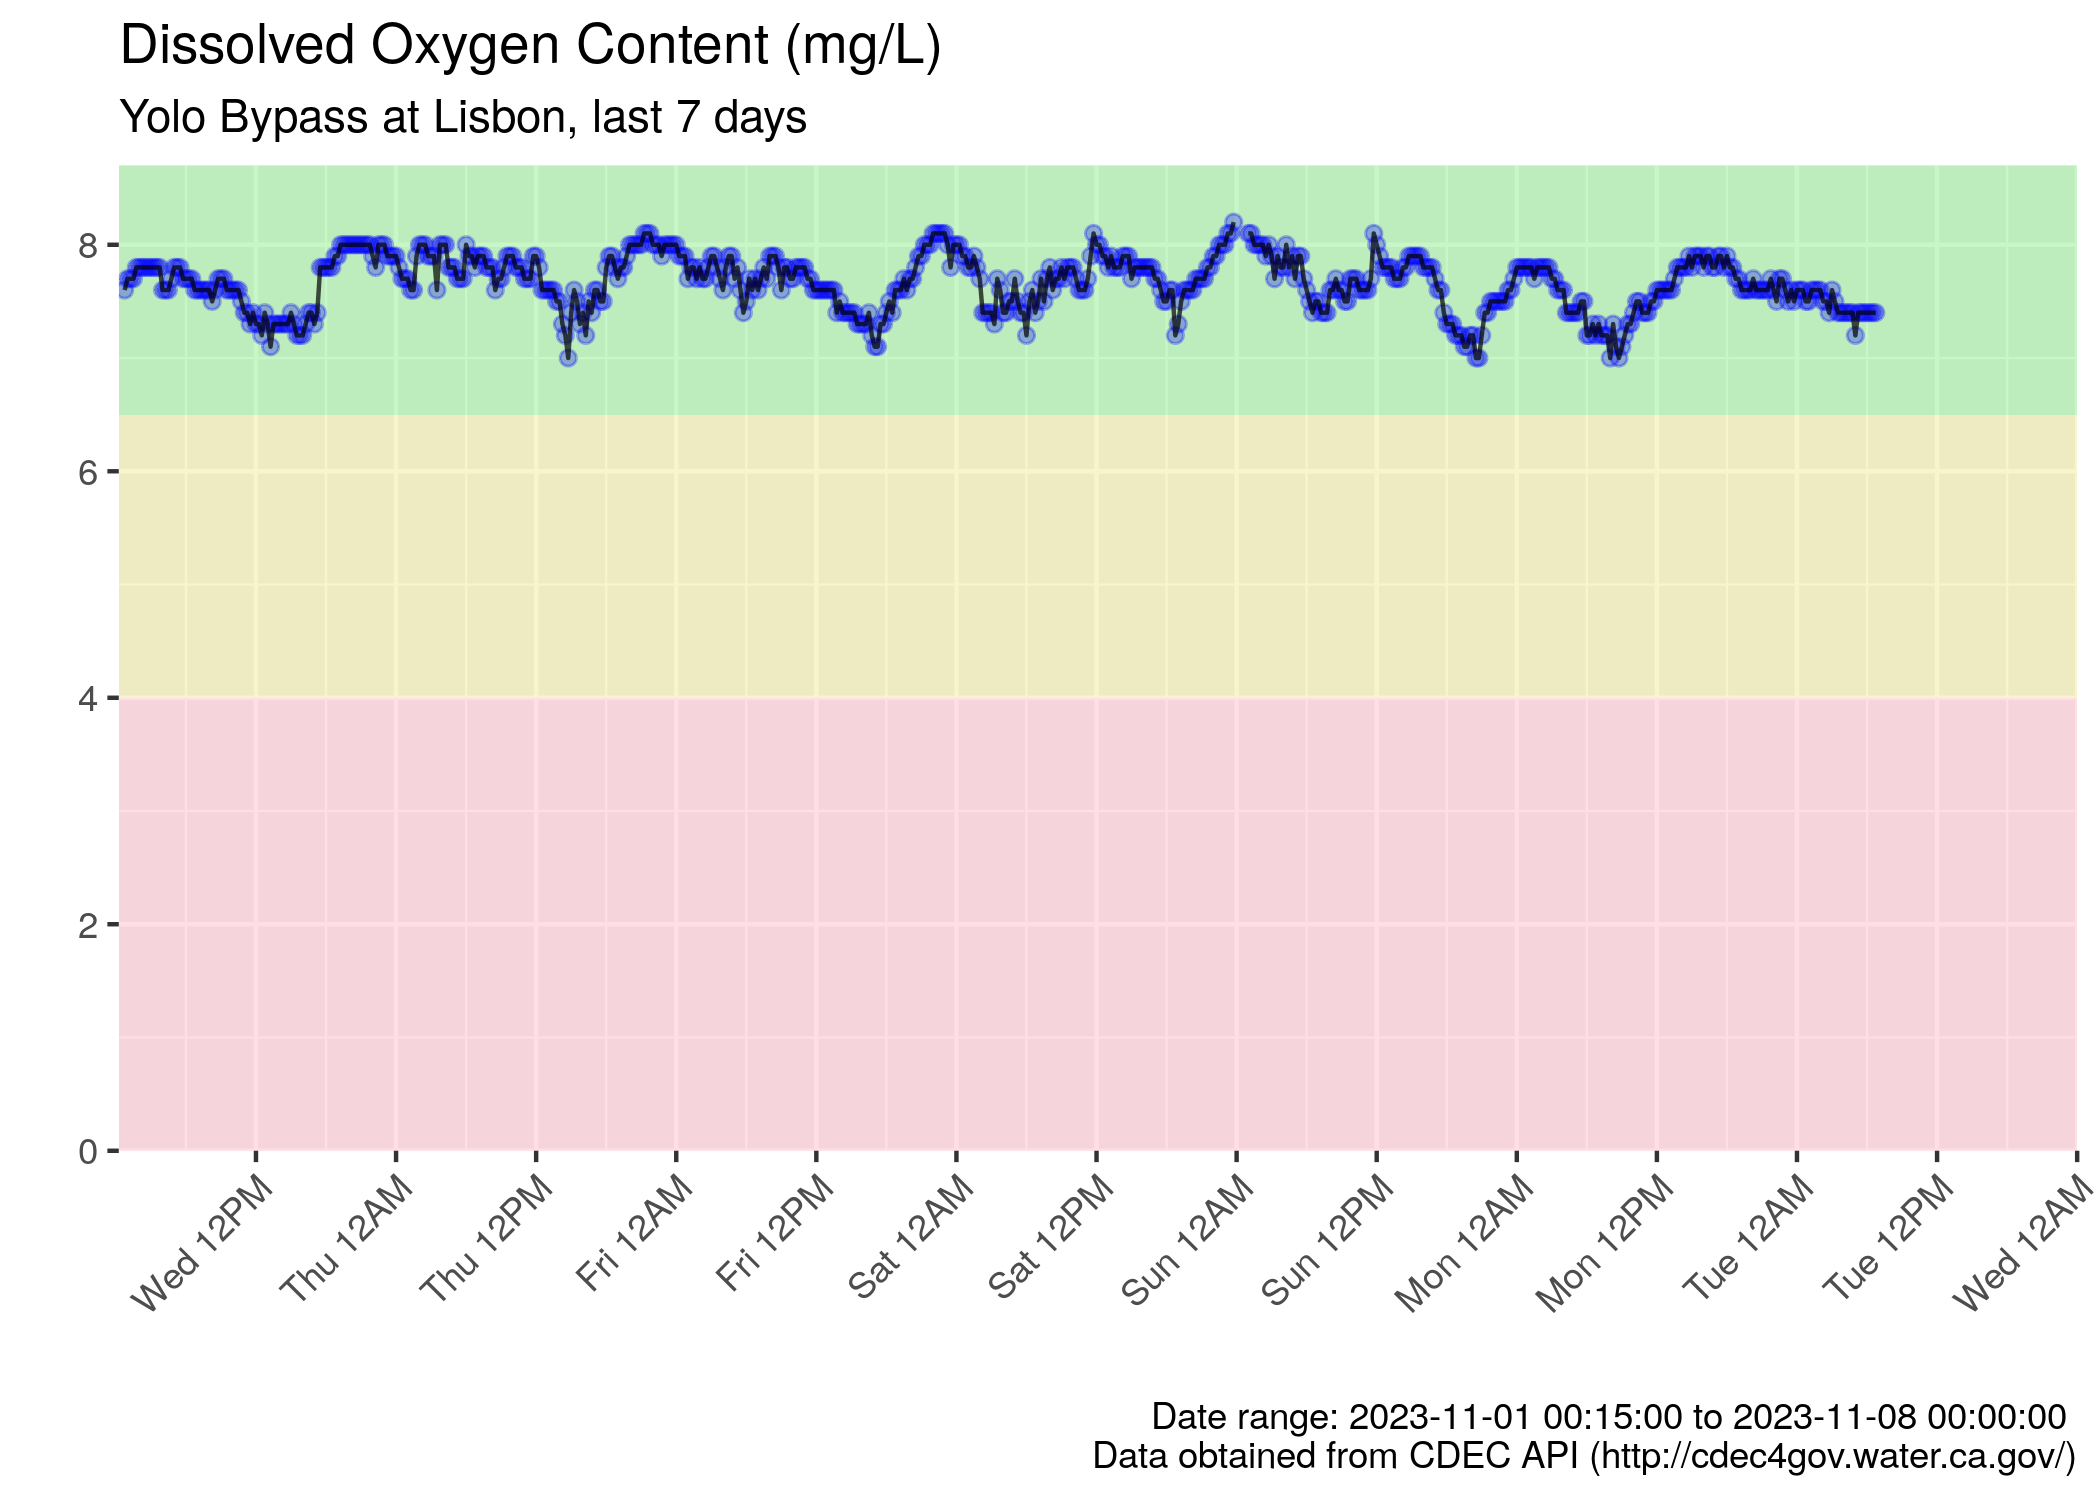 Dissolved Oxygen Content (mg/L)
Yolo Bypass at Lisbon, last 7 days
8
6
4
2
0
Wed 12PM
Thu 12AM
Thu 12PM
Fri 12AM
Fri 12PM
Sat 12AM
Sat 12PM
Sun 12AM
Sun 12PM
Mon 12AM
Mon 12PM
Tue 12AM
Tue 12PM
Wed 12AM
Date range: 2023-11-01 00:15:00 to 2023-11-08 00:00:00
Data obtained from CDEC API (http://cdec4gov.water.ca.gov/)